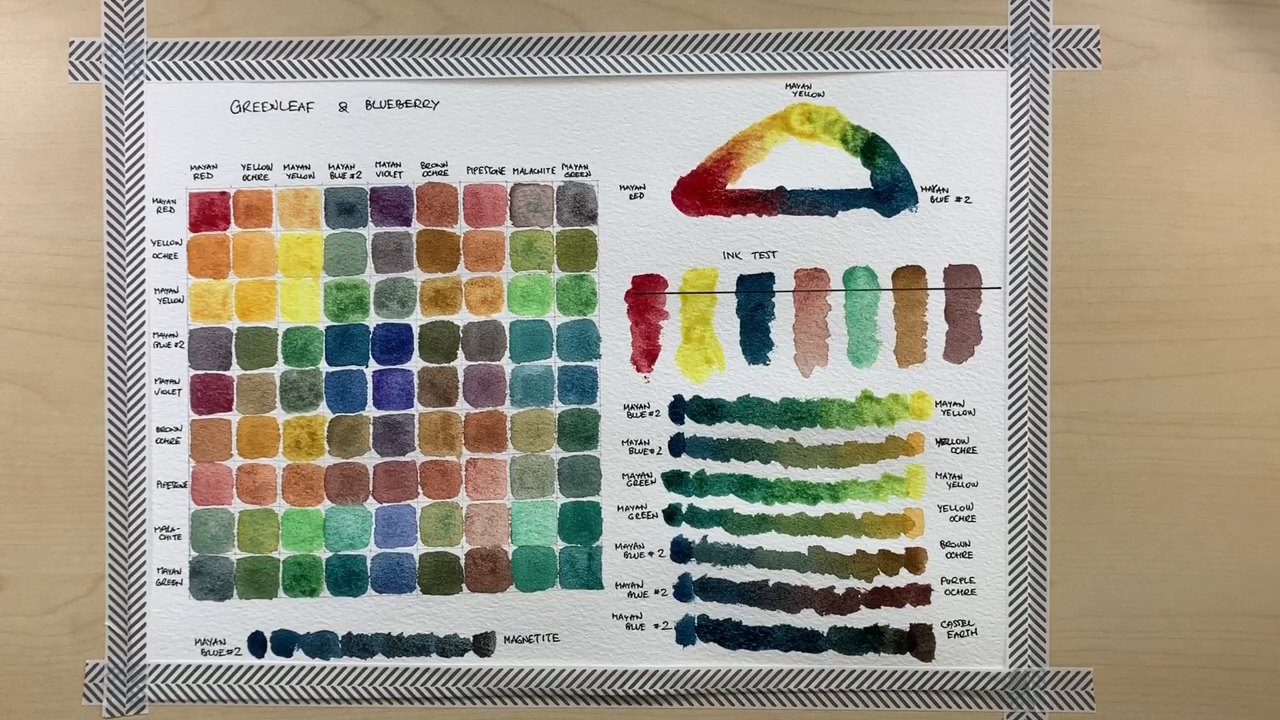 GREENLEAF & BLUEBERRY
MAYAN
RED
YELLOW
OCHRE
MAYAN
YELLOW
MAYAN
BLUE #2
MAYAN
VIOLET
BROWN
OCHRE
PIPESTONE
MALACHITE
MAYAN
GREEN
MAYAN
RED
YELLOW
OCHRE
MAYAN
YELLOW
MAYAN
BLUE #2
MAYAN
VIOLET
BROWN
OCHRE
PIPESTONE
MALA-
CHITE
MAYAN
GREEN
MAYAN
BLUE #2
MAGNETITE
MAYAN
YELLOW
MAYAN
RED
MAYAN
BLUE #2
INK TEST
MAYAN
BLUE #2
MAYAN
YELLOW
MAYAN
BLUE #2
YELLOW
OCHRE
MAYAN
GREEN
MAYAN
YELLOW
MAYAN
GREEN
YELLOW
OCHRE
MAYAN
BLUE #2
BROWN
OCHRE
MAYAN
BLUE #2
PURPLE
OCHRE
MAYAN
BLUE #2
CASSEL
EARTH